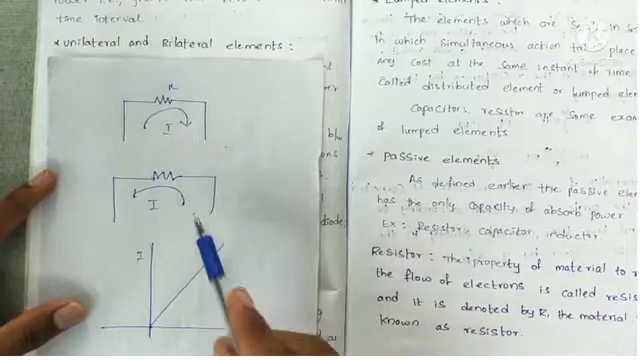 time interval.
* Unilateral and Bilateral elements:
R
I
I
I
b/w
ons
diode,
* Lumped elements:
The elements which are
in which simultaneous action takes place
any cost at the same instant of time
called distributed element or lumped
capacitors, resistor are some
of lumped elements.
* Passive elements
As defined earlier the passive
has the only capacity of absorb power
Ex: Resistor, capacitor, inductor.
Resistor: The property of material to
the flow of electrons is called
and it is denoted by R, the material
known as resistor.